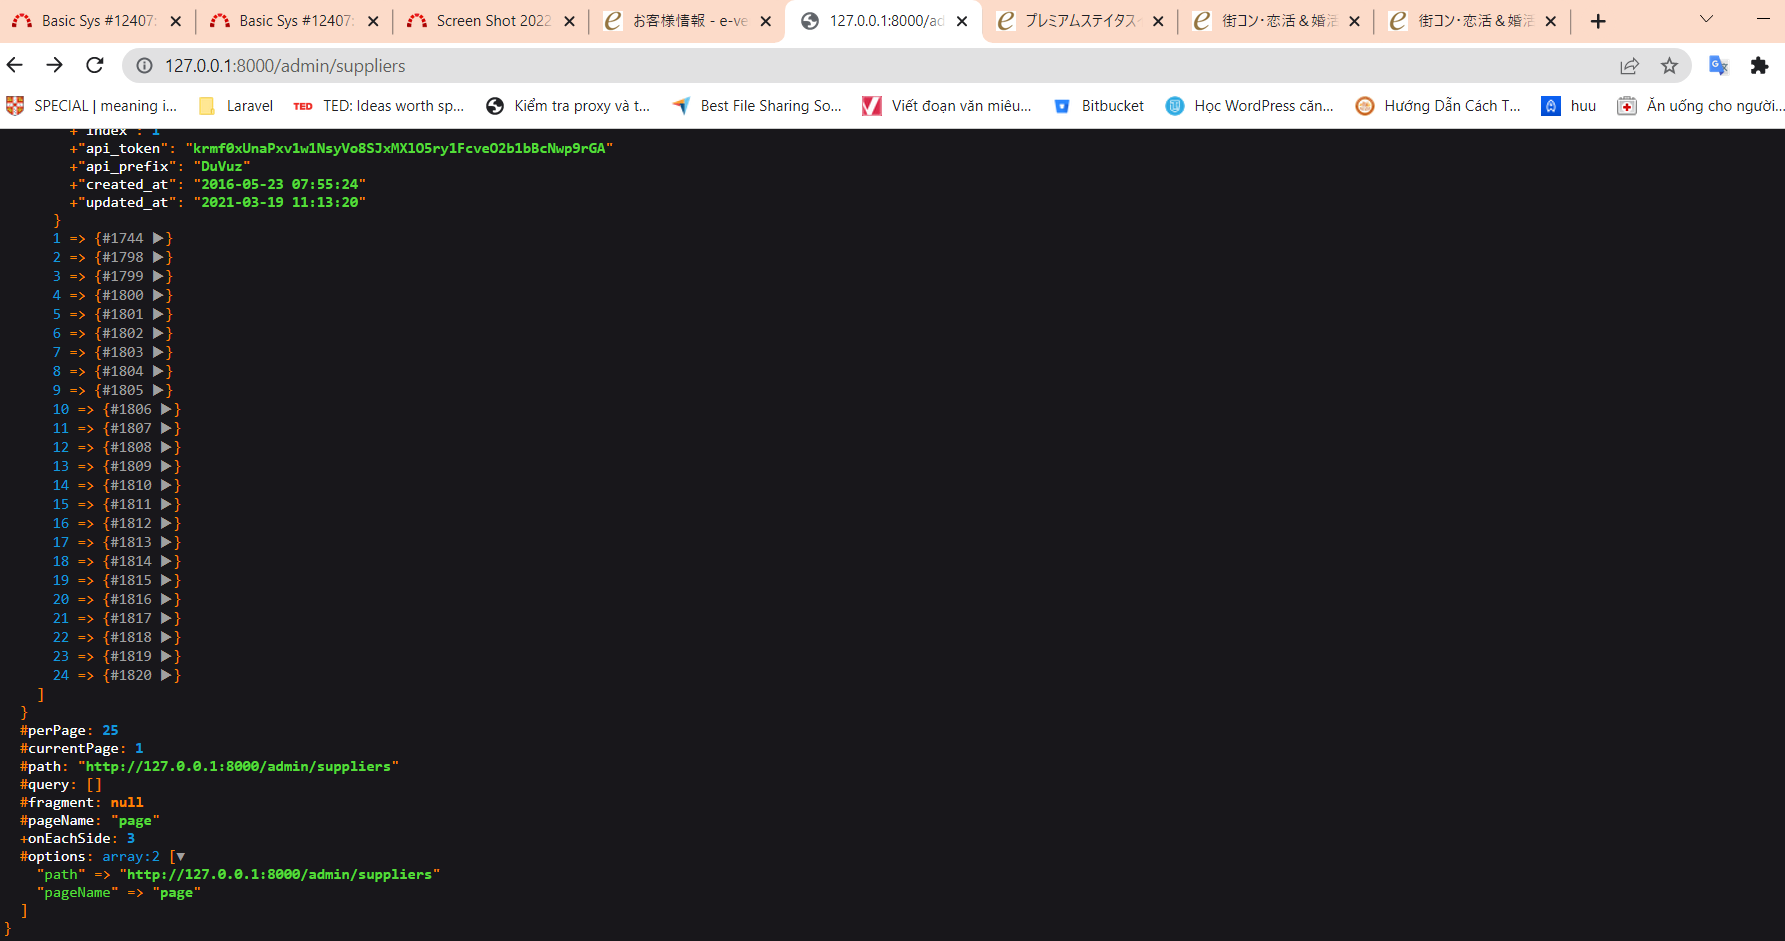 Basic Sys #12407:
Basic Sys #12407:
Screen Shot 2022
お客様情報 - e-ve
127.0.0.1:8000/ad
プレミアムステイタス
街コン･恋活＆婚活
街コン･恋活＆婚活
127.0.0.1:8000/admin/suppliers
SPECIAL | meaning i...
Laravel
TED
TED: Ideas worth sp...
Kiểm tra proxy và t...
Best File Sharing So...
Viết đoạn văn miêu...
Bitbucket
Học WordPress căn...
Hướng Dẫn Cách T...
huu
Ăn uống cho người...
+"index": 1
+"api_token": "krmf0xUnaPxv1w1NsyVo8SJxMXlO5ry1FcveO2b1bBcNwp9rGA"
+"api_prefix": "DuVuz"
+"created_at": "2016-05-23 07:55:24"
+"updated_at": "2021-03-19 11:13:20"
}
1 => {#1744 ▶}
2 => {#1798 ▶}
3 => {#1799 ▶}
4 => {#1800 ▶}
5 => {#1801 ▶}
6 => {#1802 ▶}
7 => {#1803 ▶}
8 => {#1804 ▶}
9 => {#1805 ▶}
10 => {#1806 ▶}
11 => {#1807 ▶}
12 => {#1808 ▶}
13 => {#1809 ▶}
14 => {#1810 ▶}
15 => {#1811 ▶}
16 => {#1812 ▶}
17 => {#1813 ▶}
18 => {#1814 ▶}
19 => {#1815 ▶}
20 => {#1816 ▶}
21 => {#1817 ▶}
22 => {#1818 ▶}
23 => {#1819 ▶}
24 => {#1820 ▶}
]
}
#perPage: 25
#currentPage: 1
#path: "http://127.0.0.1:8000/admin/suppliers"
#query: []
#fragment: null
#pageName: "page"
+onEachSide: 3
#options: array:2 [▼
"path" => "http://127.0.0.1:8000/admin/suppliers"
"pageName" => "page"
]
}